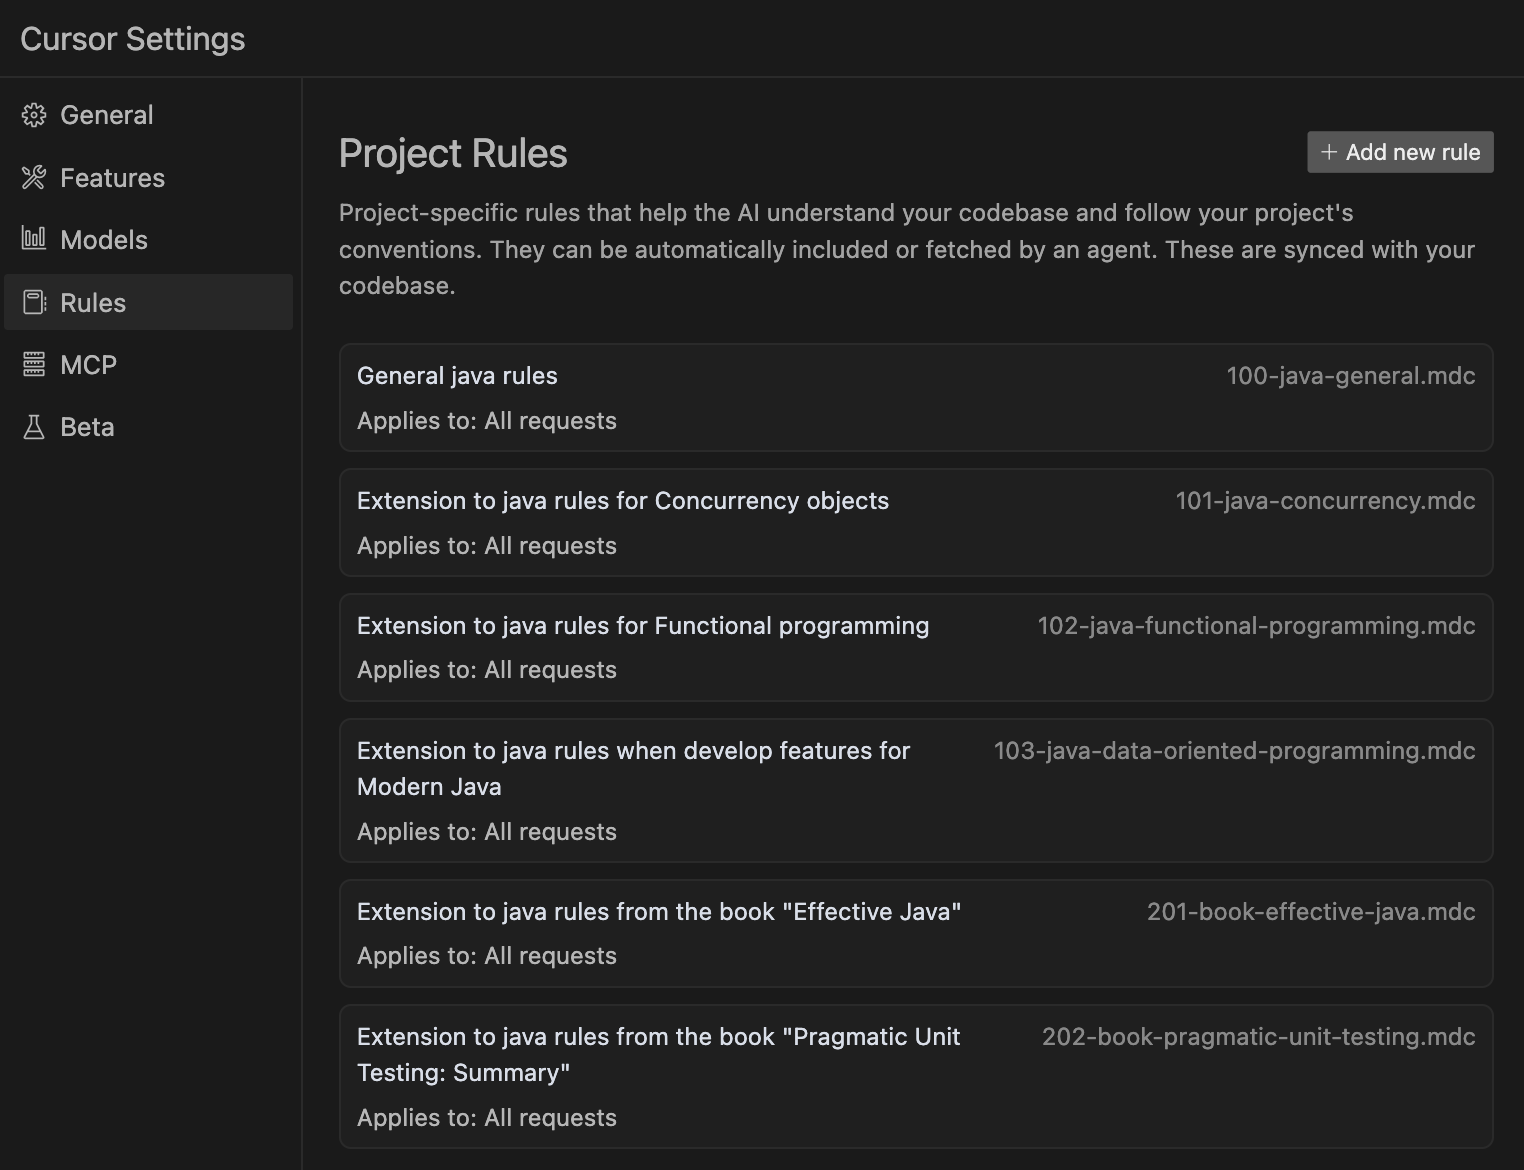 Cursor Settings
General
Features
Models
Rules
MCP
Beta
Project Rules
+ Add new rule
Project-specific rules that help the AI understand your codebase and follow your project's
conventions. They can be automatically included or fetched by an agent. These are synced with your
codebase.
General java rules
100-java-general.mdc
Applies to: All requests
Extension to java rules for Concurrency objects
101-java-concurrency.mdc
Applies to: All requests
Extension to java rules for Functional programming
102-java-functional-programming.mdc
Applies to: All requests
Extension to java rules when develop features for
Modern Java
103-java-data-oriented-programming.mdc
Applies to: All requests
Extension to java rules from the book "Effective Java"
201-book-effective-java.mdc
Applies to: All requests
Extension to java rules from the book "Pragmatic Unit
Testing: Summary"
202-book-pragmatic-unit-testing.mdc
Applies to: All requests